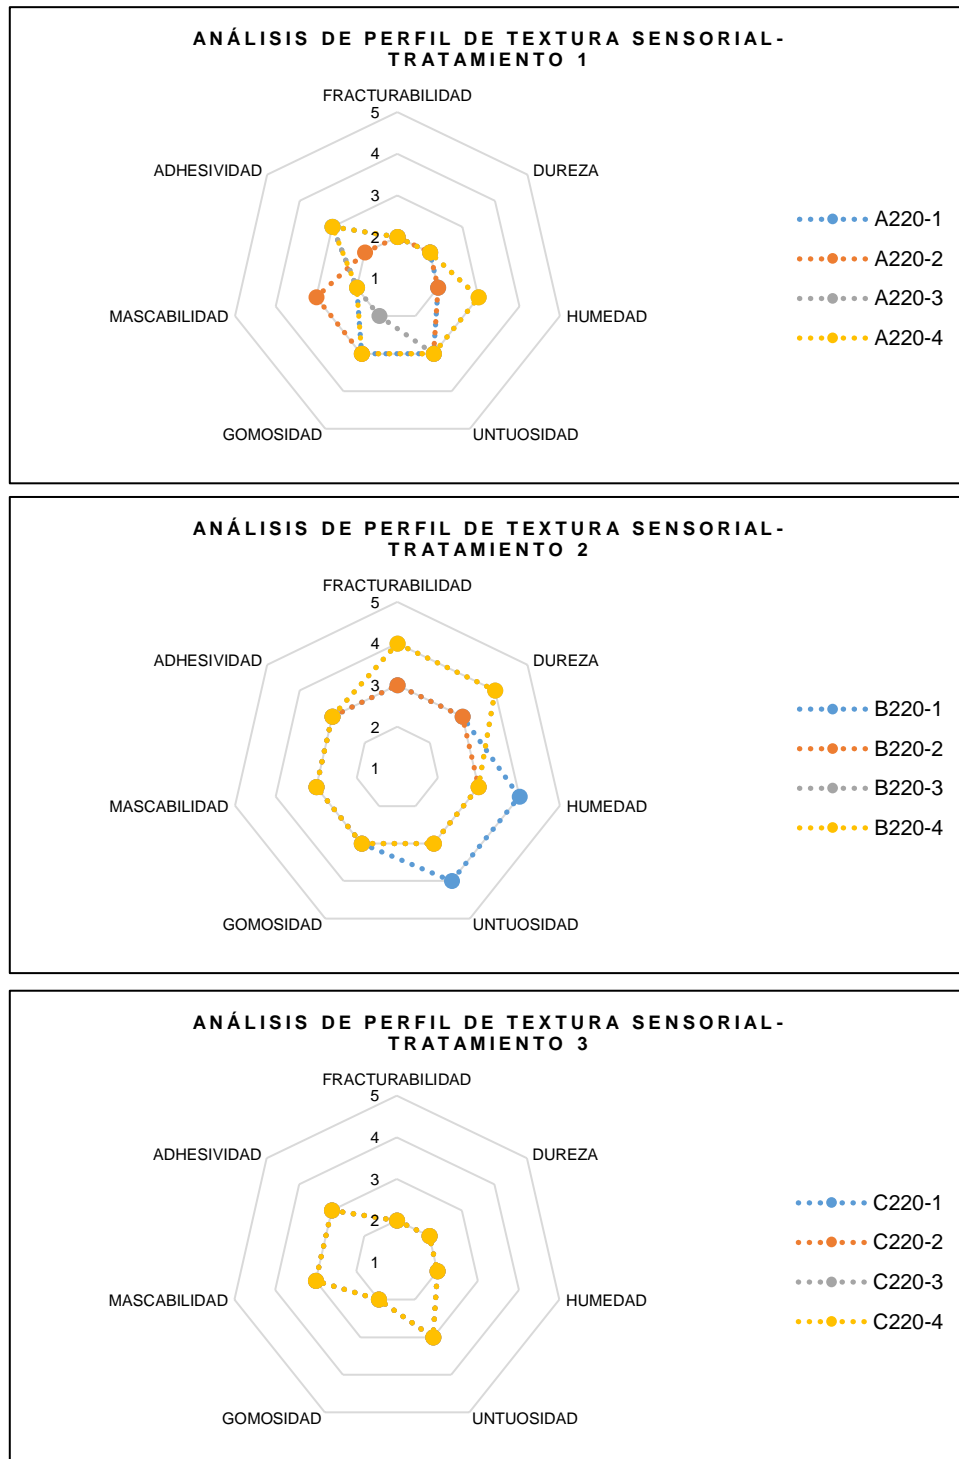 ANÁLISIS DE PERFIL DE TEXTURA SENSORIAL-
TRATAMIENTO 1
FRACTURABILIDAD
5
4
3
2
1
ADHESIVIDAD
DUREZA
MASCABILIDAD
HUMEDAD
GOMOSIDAD
UNTUOSIDAD
A220-1
A220-2
A220-3
A220-4
ANÁLISIS DE PERFIL DE TEXTURA SENSORIAL-
TRATAMIENTO 2
FRACTURABILIDAD
5
4
3
2
1
ADHESIVIDAD
DUREZA
MASCABILIDAD
HUMEDAD
GOMOSIDAD
UNTUOSIDAD
B220-1
B220-2
B220-3
B220-4
ANÁLISIS DE PERFIL DE TEXTURA SENSORIAL-
TRATAMIENTO 3
FRACTURABILIDAD
5
4
3
2
1
ADHESIVIDAD
DUREZA
MASCABILIDAD
HUMEDAD
GOMOSIDAD
UNTUOSIDAD
C220-1
C220-2
C220-3
C220-4